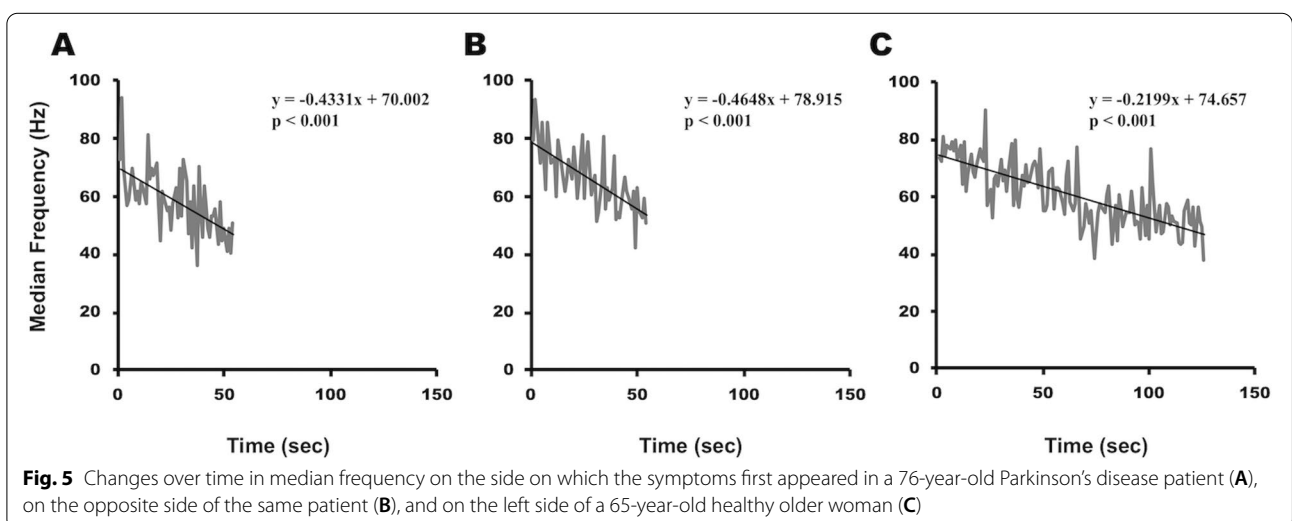 A
B
C
100
80
60
40
20
0
0
50
100
150
y = -0.4331x + 70.002
p < 0.001
Median Frequency (Hz)
Time (sec)
100
80
60
40
20
0
0
50
100
150
y = -0.4648x + 78.915
p < 0.001
Time (sec)
100
80
60
40
20
0
0
50
100
150
y = -0.2199x + 74.657
p < 0.001
Time (sec)
Fig. 5 Changes over time in median frequency on the side on which the symptoms first appeared in a 76-year-old Parkinson's disease patient (A),
on the opposite side of the same patient (B), and on the left side of a 65-year-old healthy older woman (C)